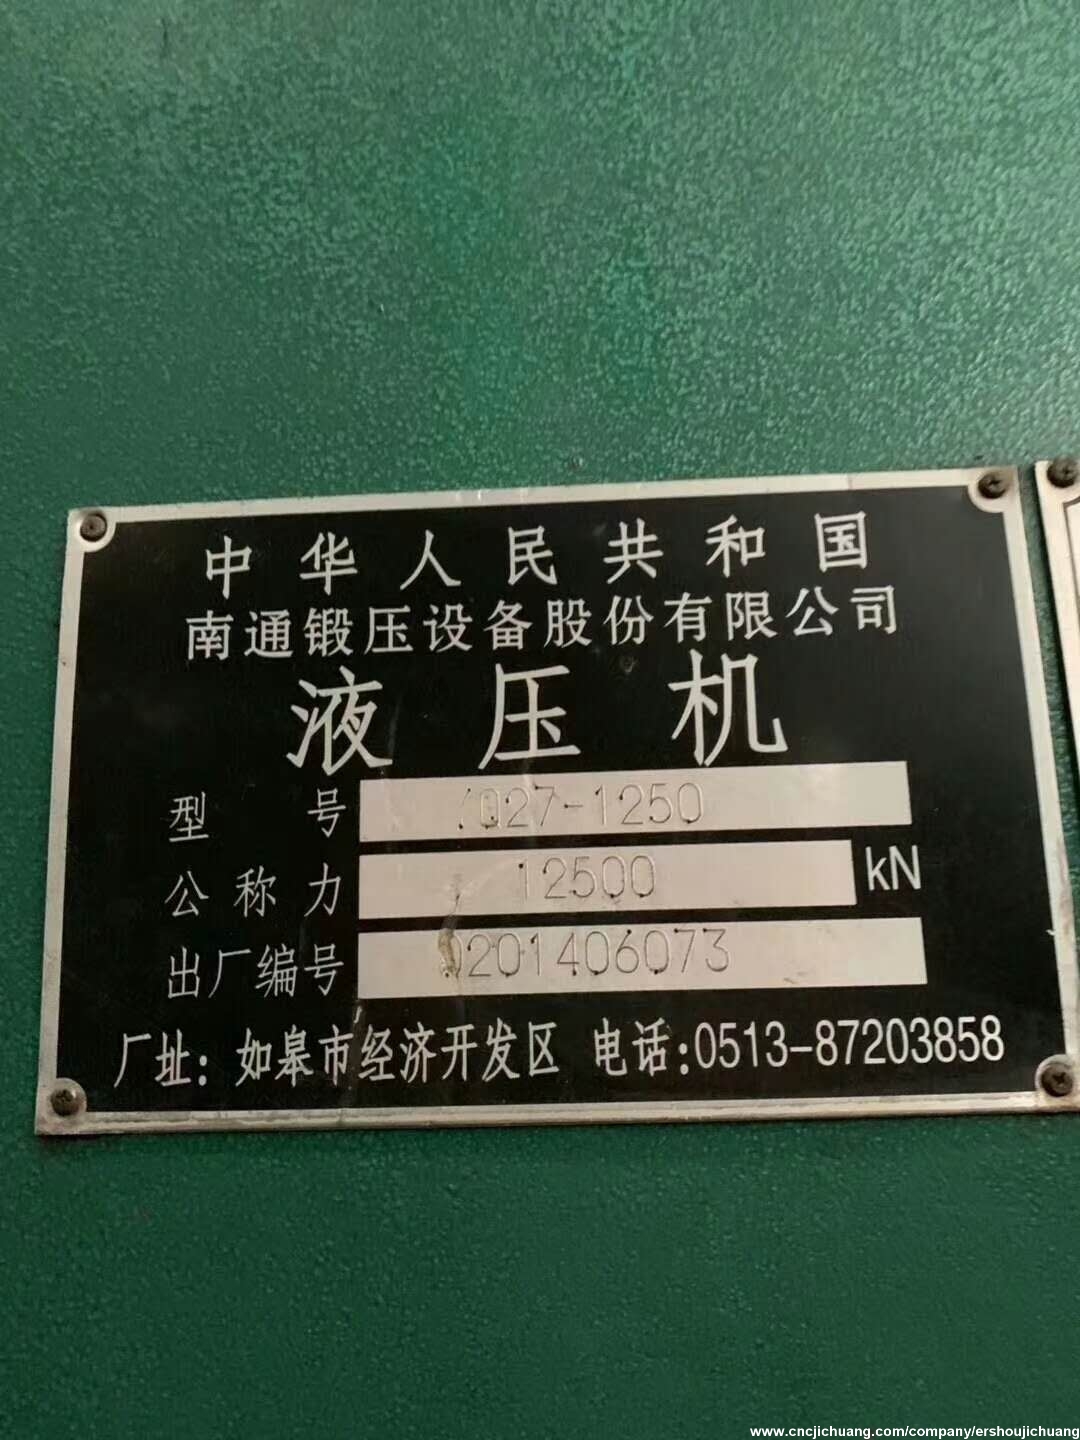 中华人民共和国
南通锻压设备股份有限公司
液压机
型号 Q27-1250
公称力 12500 kN
出厂编号 0201406073
厂址:如皋市经济开发区 电话:0513-87203858
www.cncjichuang.com/company/ershoujichuang